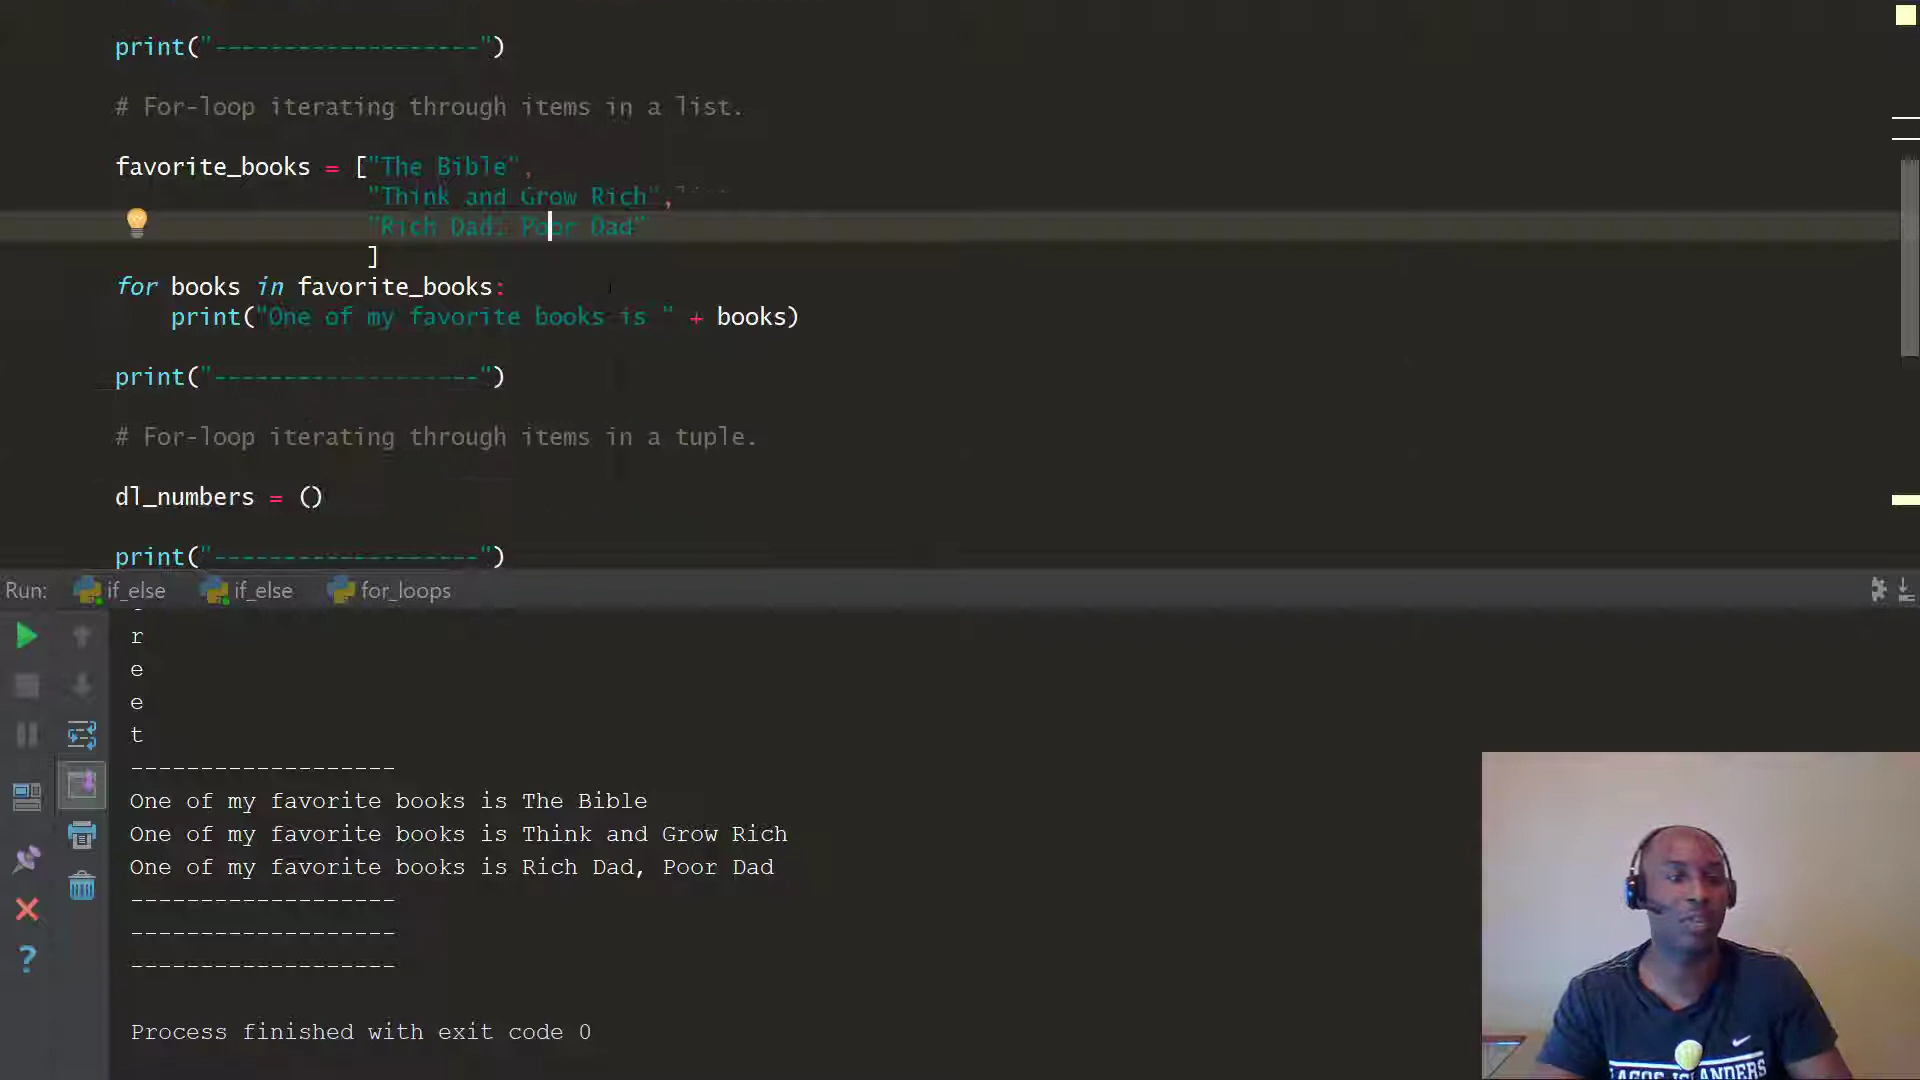 print("-------------------")
# For-loop iterating through items in a list.
favorite_books = ["The Bible",
"Think and Grow Rich",
"Rich Dad, Poor Dad"
]
for books in favorite_books:
print("One of my favorite books is " + books)
print("-------------------")
# For-loop iterating through items in a tuple.
dl_numbers = ()
print("-------------------")
Run: if_else if_else for_loops
r
e
e
t
-------------------
One of my favorite books is The Bible
One of my favorite books is Think and Grow Rich
One of my favorite books is Rich Dad, Poor Dad
-------------------
-------------------
-------------------
Process finished with exit code 0
ISLANDERS